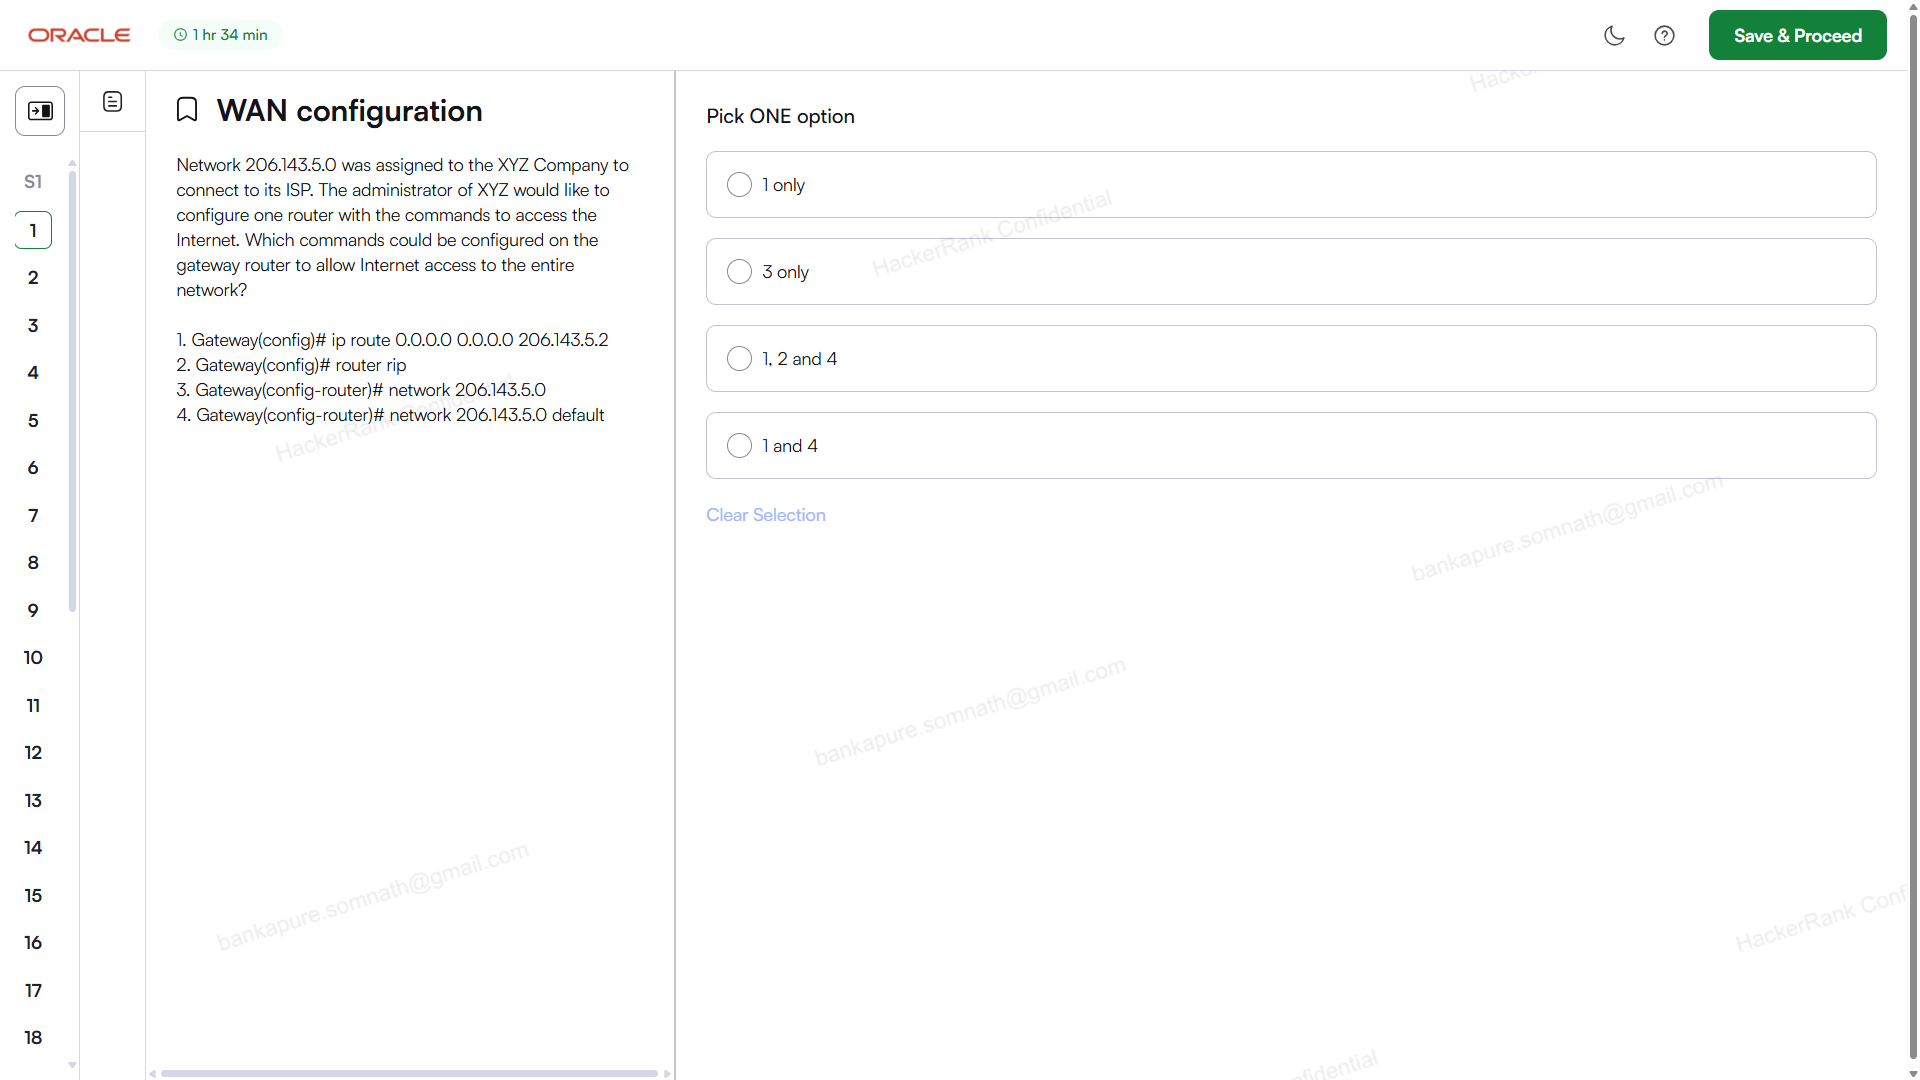 ORACLE
1 hr 34 min
Save & Proceed
S1
1
2
3
4
5
6
7
8
9
10
11
12
13
14
15
16
17
18
WAN configuration
Network 206.143.5.0 was assigned to the XYZ Company to
connect to its ISP. The administrator of XYZ would like to
configure one router with the commands to access the
Internet. Which commands could be configured on the
gateway router to allow Internet access to the entire
network?
1. Gateway(config)# ip route 0.0.0.0 0.0.0.0 206.143.5.2
2. Gateway(config)# router rip
3. Gateway(config-router)# network 206.143.5.0
4. Gateway(config-router)# network 206.143.5.0 default
HackerRank Confidential
bankapure.somnath@gmail.com
Pick ONE option
1 only
3 only
1, 2 and 4
1 and 4
Clear Selection
HackerRank Confidential
bankapure.somnath@gmail.com
bankapure.somnath@gmail.com
HackerRank Conf